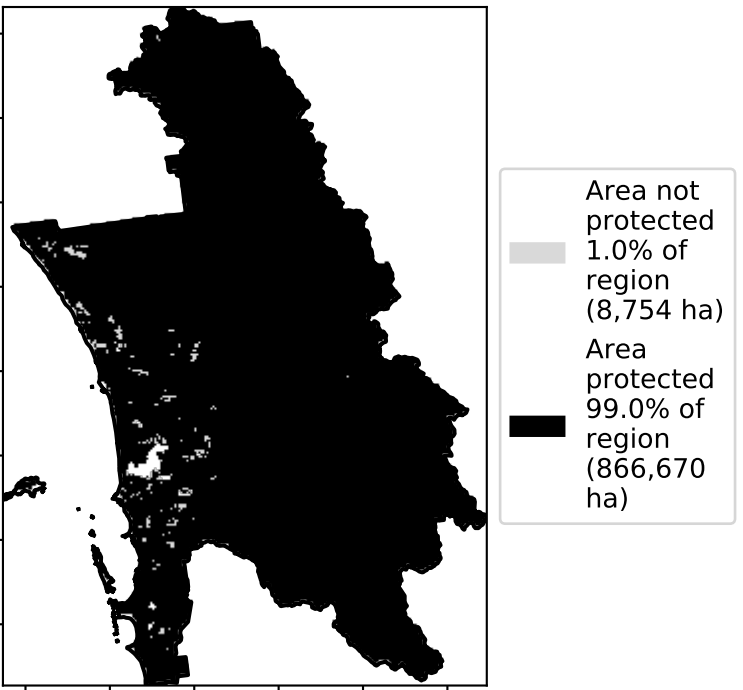 Area not
protected
1.0% of
region
(8,754 ha)
Area
protected
99.0% of
region
(866,670
ha)